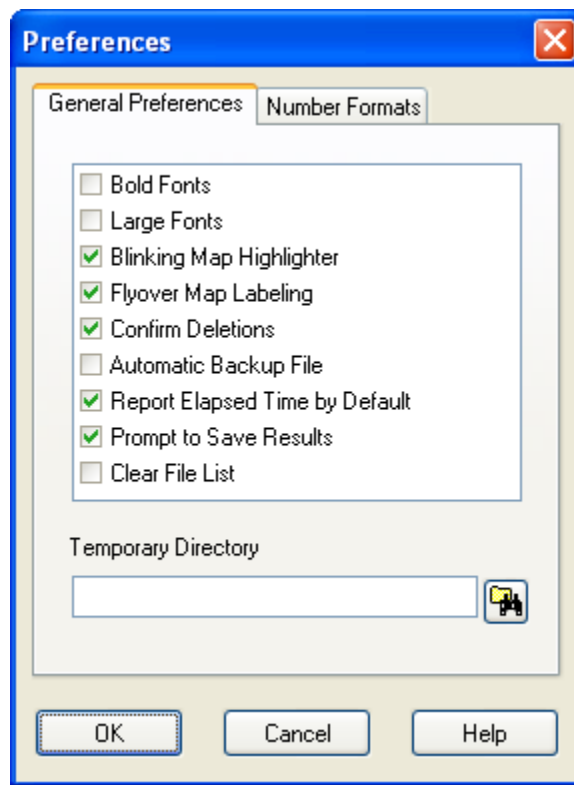 Preferences
General Preferences
Number Formats
Bold Fonts
Large Fonts
Blinking Map Highlighter
Flyover Map Labeling
Confirm Deletions
Automatic Backup File
Report Elapsed Time by Default
Prompt to Save Results
Clear File List
Temporary Directory
OK
Cancel
Help